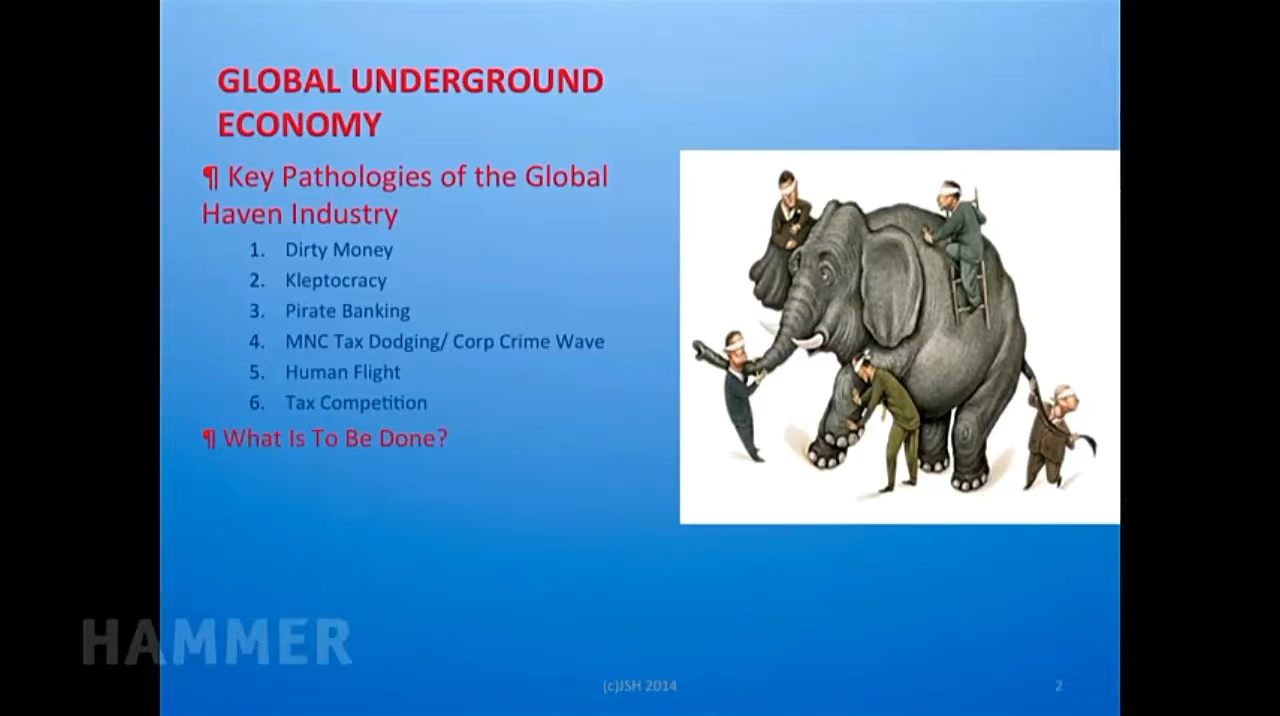 GLOBAL UNDERGROUND
ECONOMY
¶ Key Pathologies of the Global
Haven Industry
1. Dirty Money
2. Kleptocracy
3. Pirate Banking
4. MNC Tax Dodging/ Corp Crime Wave
5. Human Flight
6. Tax Competition
¶ What Is To Be Done?
HAMMER
(c)JSH 2014
2